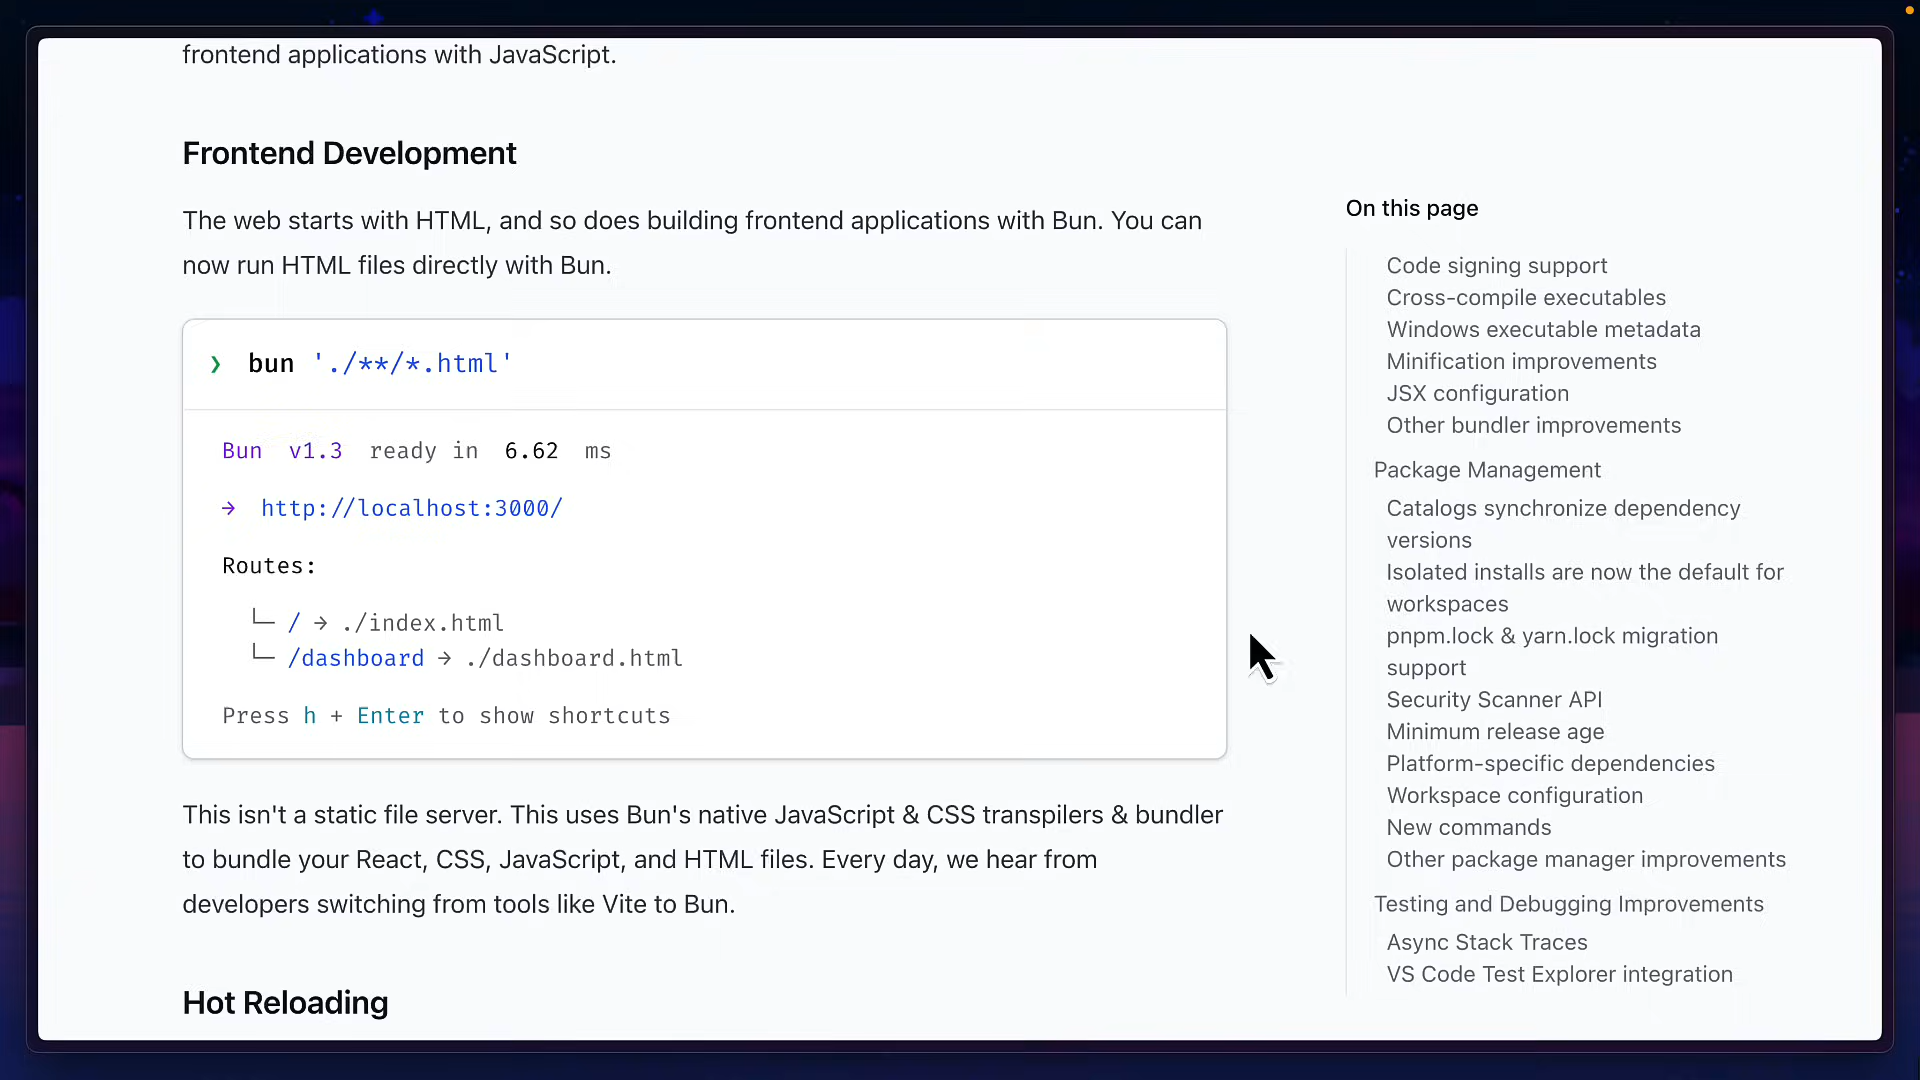 frontend applications with JavaScript.
Frontend Development
The web starts with HTML, and so does building frontend applications with Bun. You can
now run HTML files directly with Bun.
❯ bun './**/*.html'
Bun v1.3 ready in 6.62 ms
→ http://localhost:3000/
Routes:
└─ / → ./index.html
└─ /dashboard → ./dashboard.html
Press h + Enter to show shortcuts
This isn't a static file server. This uses Bun's native JavaScript & CSS transpilers & bundler
to bundle your React, CSS, JavaScript, and HTML files. Every day, we hear from
developers switching from tools like Vite to Bun.
Hot Reloading
On this page
Code signing support
Cross-compile executables
Windows executable metadata
Minification improvements
JSX configuration
Other bundler improvements
Package Management
Catalogs synchronize dependency
versions
Isolated installs are now the default for
workspaces
pnpm.lock & yarn.lock migration
support
Security Scanner API
Minimum release age
Platform-specific dependencies
Workspace configuration
New commands
Other package manager improvements
Testing and Debugging Improvements
Async Stack Traces
VS Code Test Explorer integration